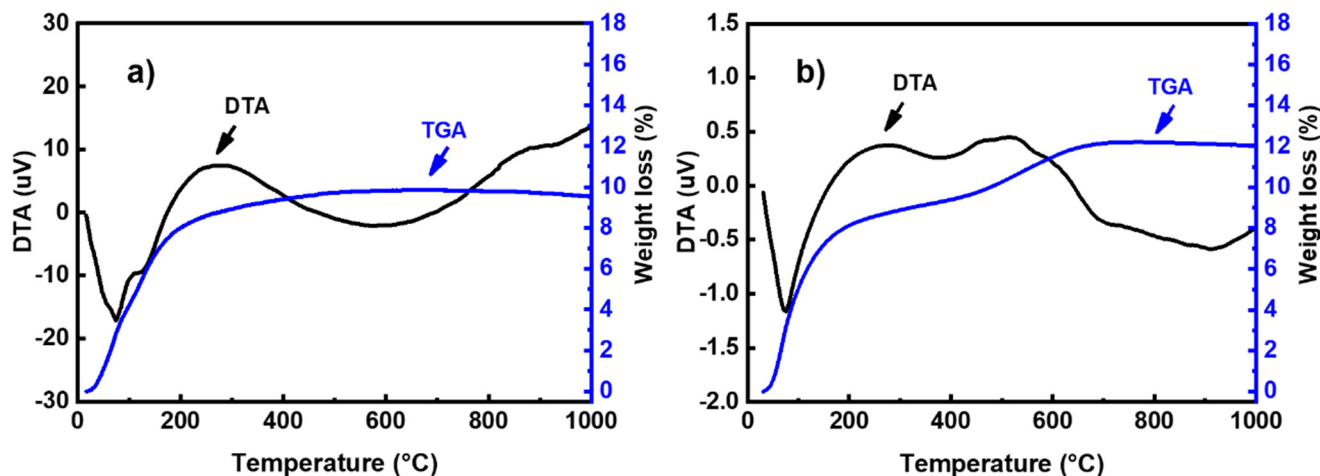 a)
DTA
TGA
DTA (uV)
30
20
10
0
-10
-20
-30
Weight loss (%)
18
16
14
12
10
8
6
4
2
0
0 200 400 600 800 1000
Temperature (°C)
b)
DTA
TGA
DTA (uV)
1.5
1.0
0.5
0.0
-0.5
-1.0
-1.5
-2.0
Weight loss (%)
18
16
14
12
10
8
6
4
2
0
0 200 400 600 800 1000
Temperature (°C)